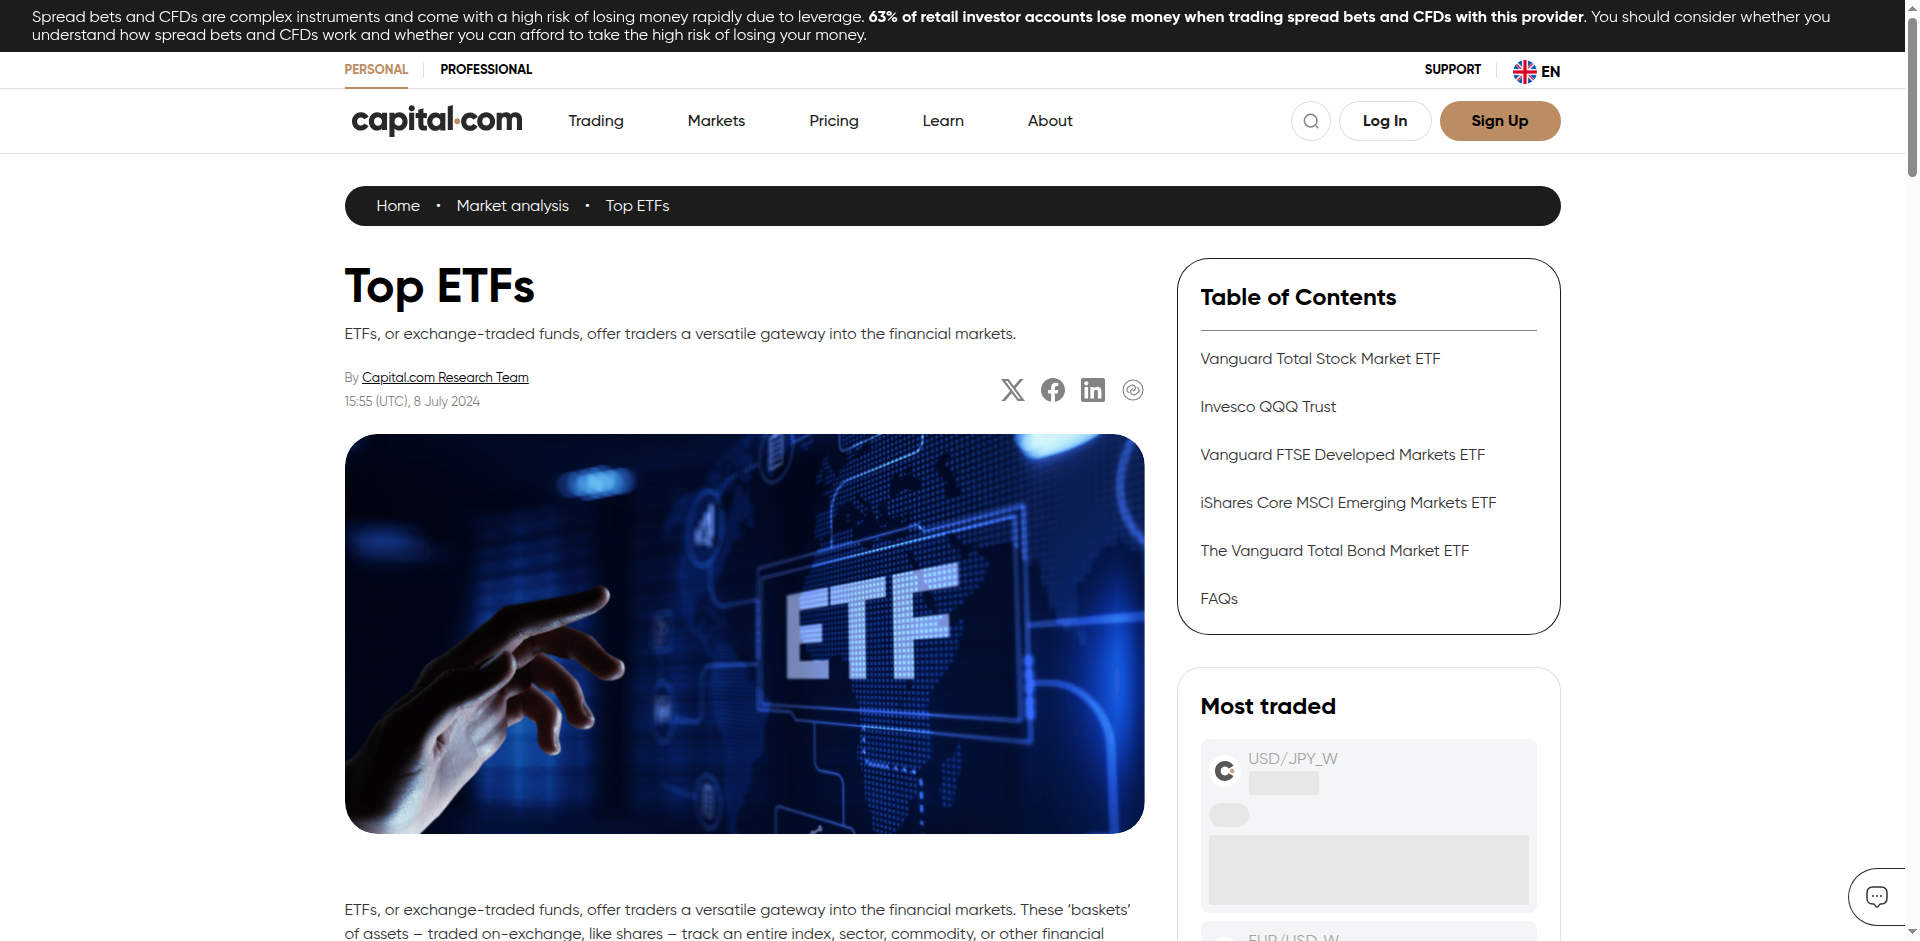 Spread bets and CFDs are complex instruments and come with a high risk of losing money rapidly due to leverage. 63% of retail investor accounts lose money when trading spread bets and CFDs with this provider. You should consider whether you
understand how spread bets and CFDs work and whether you can afford to take the high risk of losing your money.
PERSONAL
PROFESSIONAL
SUPPORT
EN
capital.com
Trading
Markets
Pricing
Learn
About
Log In
Sign Up
Home • Market analysis • Top ETFs
Top ETFs
ETFs, or exchange-traded funds, offer traders a versatile gateway into the financial markets.
By Capital.com Research Team
15:55 (UTC), 8 July 2024
ETF
ETFs, or exchange-traded funds, offer traders a versatile gateway into the financial markets. These ‘baskets’
of assets – traded on-exchange, like shares – track an entire index, sector, commodity, or other financial
Table of Contents
Vanguard Total Stock Market ETF
Invesco QQQ Trust
Vanguard FTSE Developed Markets ETF
iShares Core MSCI Emerging Markets ETF
The Vanguard Total Bond Market ETF
FAQs
Most traded
USD/JPY_W
EUR/USD_W